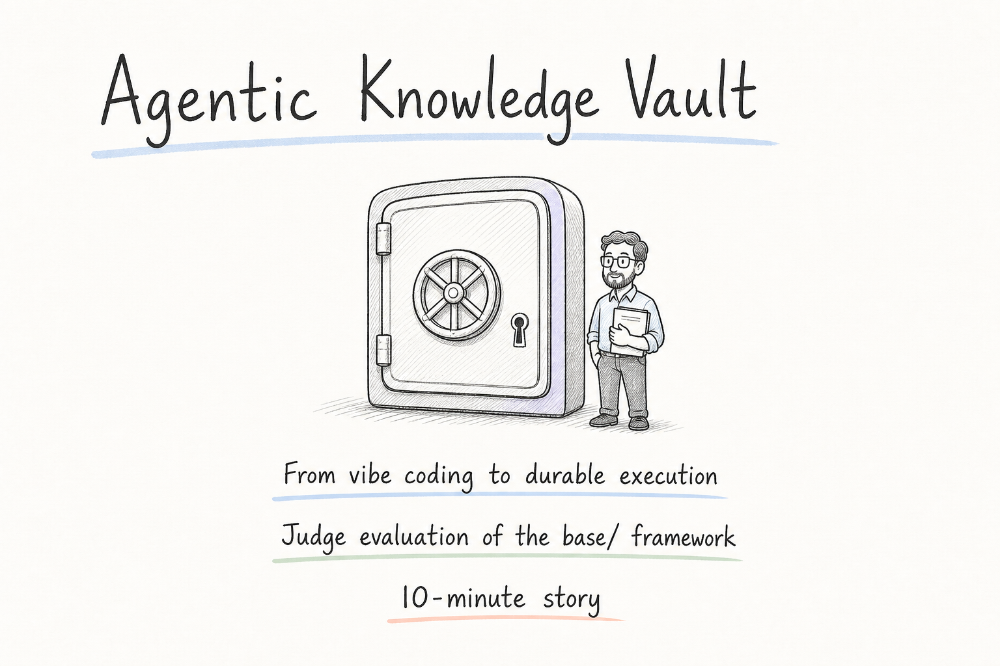 Agentic Knowledge Vault
From vibe coding to durable execution
Judge evaluation of the base/ framework
10-minute story